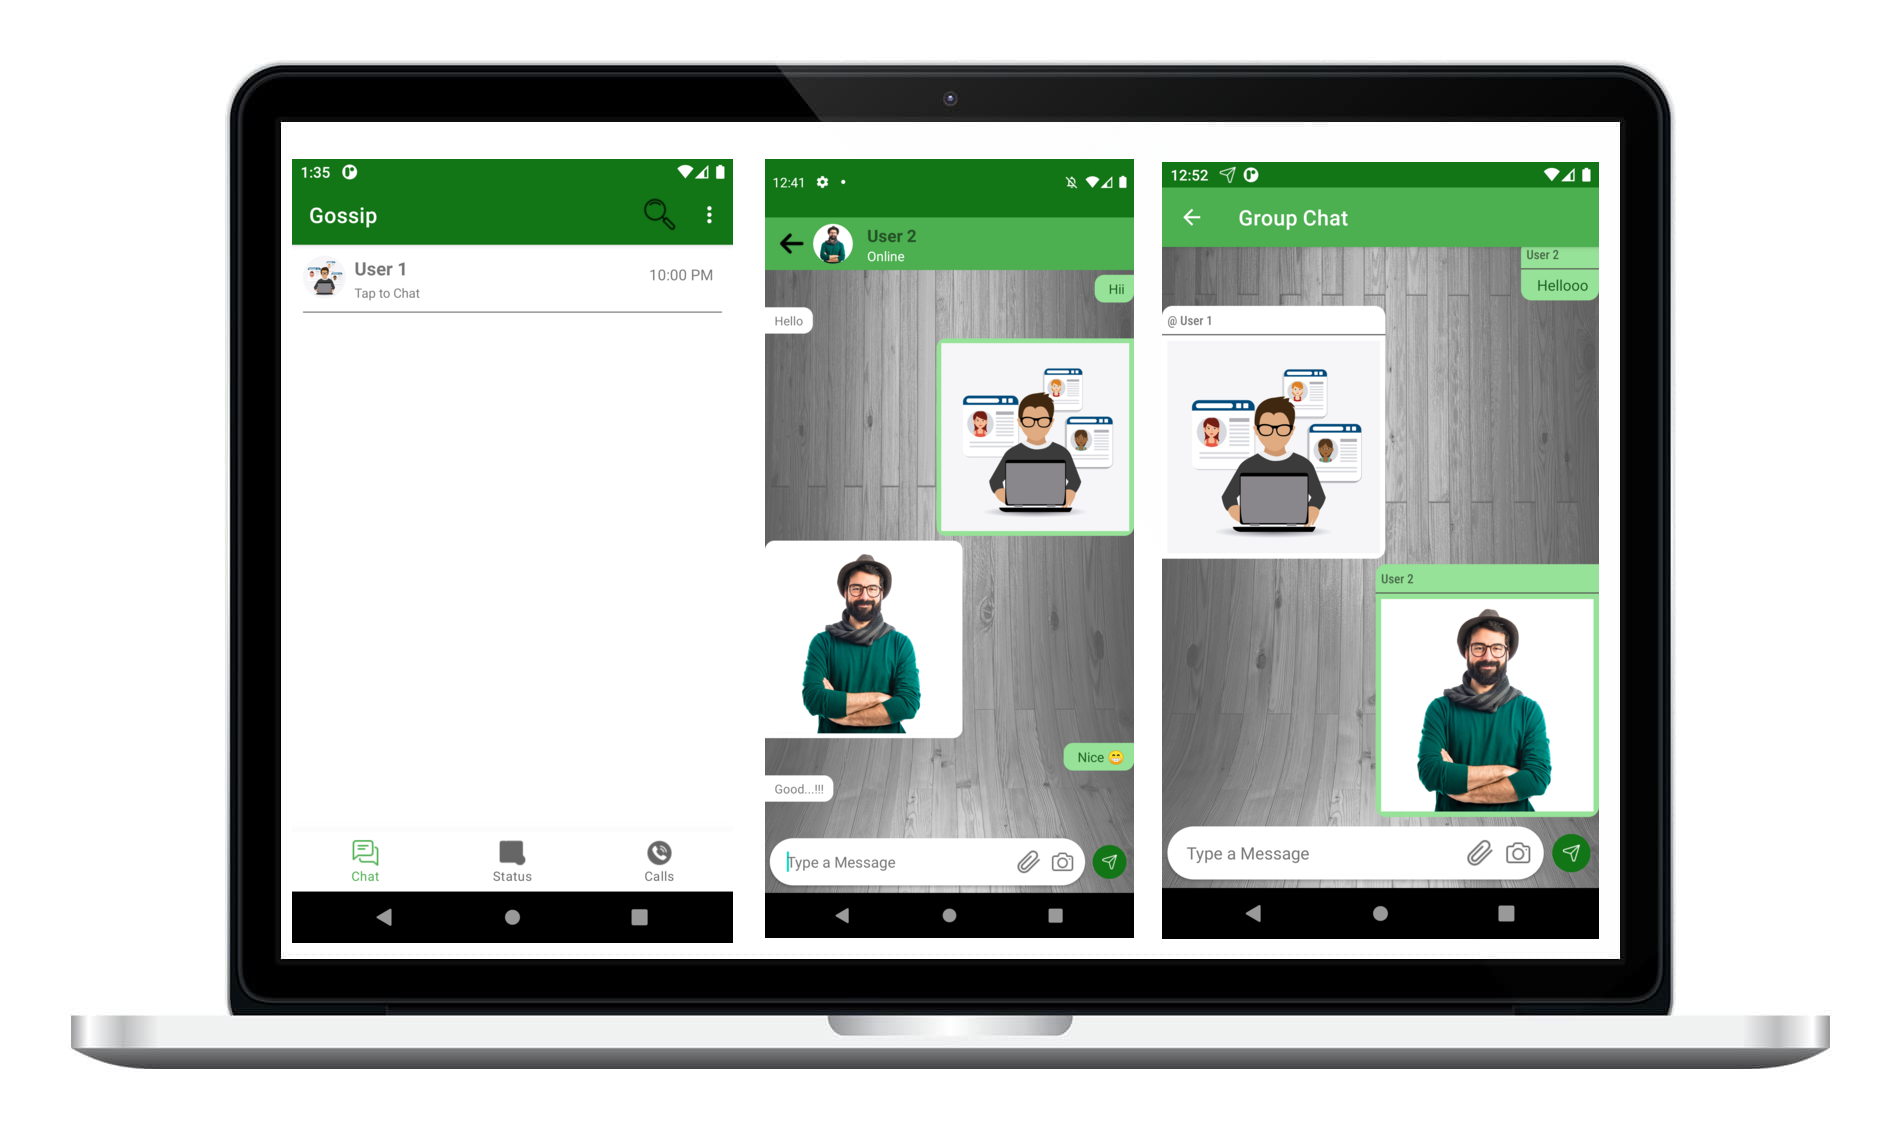 1:35
Gossip
User 1
Tap to Chat
10:00 PM
Chat
Status
Calls
12:41
User 2
Online
Hii
Hello
Nice 😁
Good...!!!
Type a Message
12:52
Group Chat
User 2
Hellooo
@ User 1
User 2
Type a Message